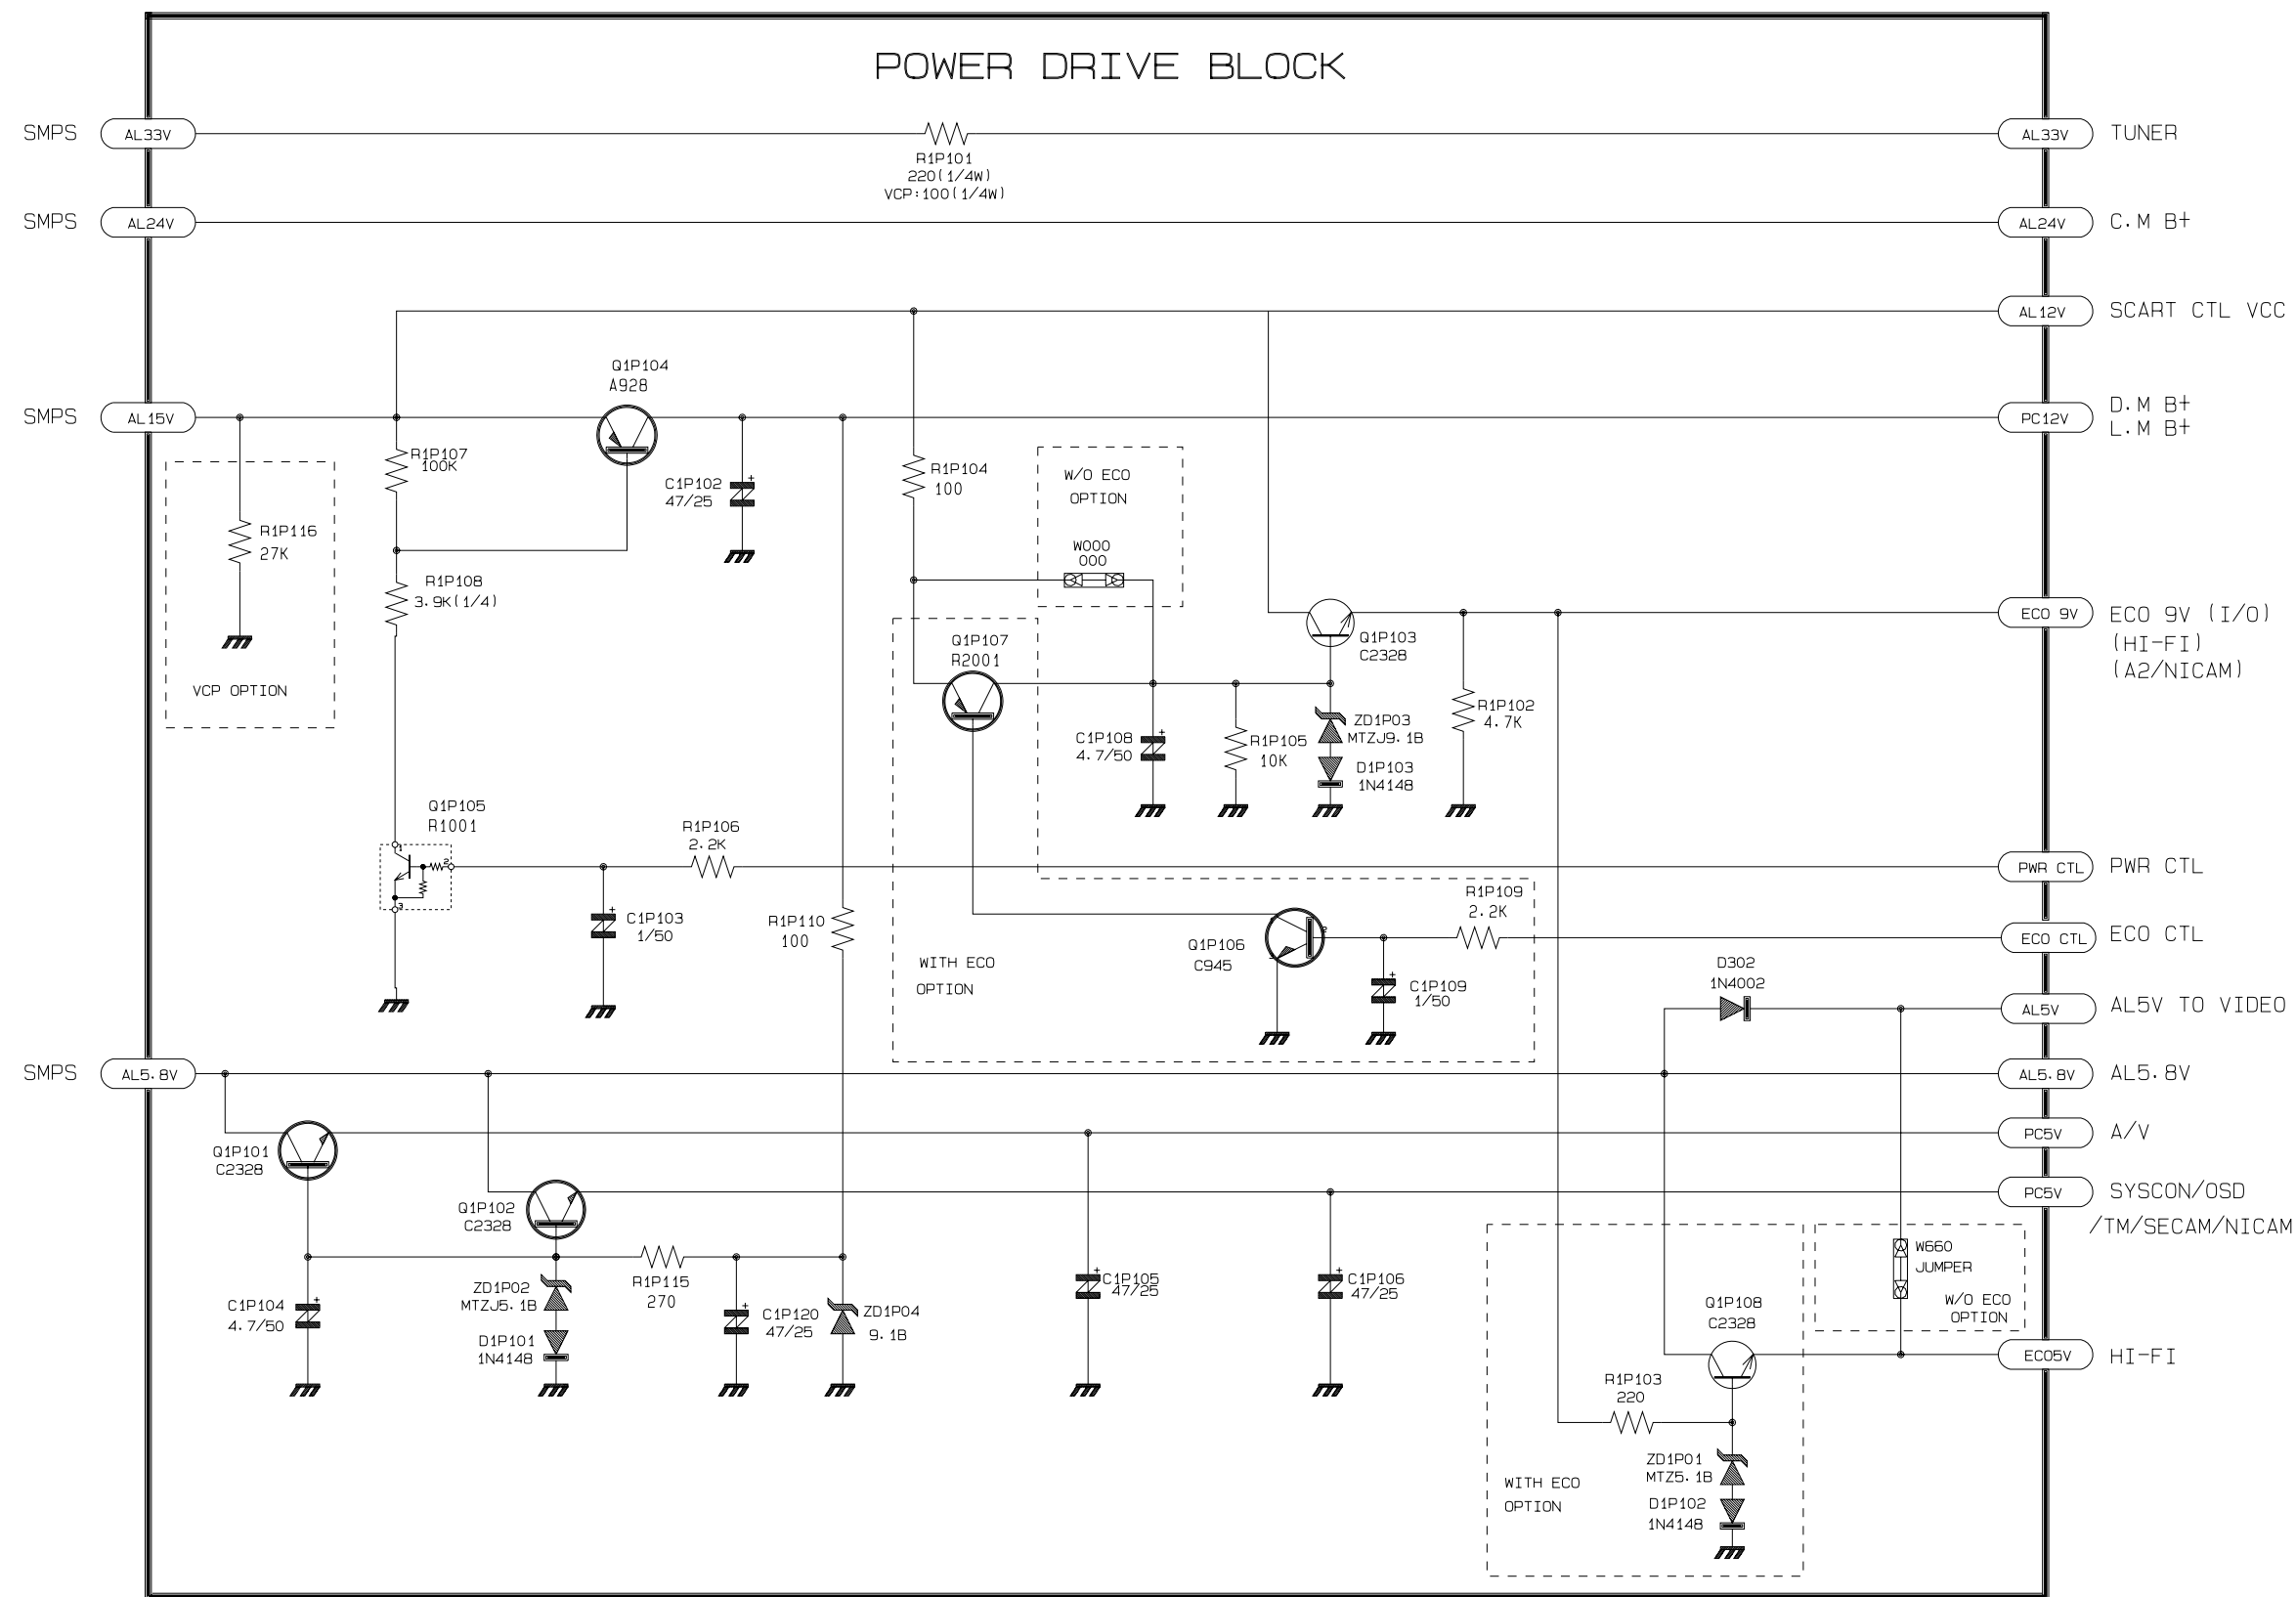 POWER DRIVE BLOCK
SMPS
AL33V
AL33V
TUNER
R1P101
220(1/4W)
VCP:100(1/4W)
SMPS
AL24V
AL24V
C.M B+
AL12V
SCART CTL VCC
Q1P104
A928
SMPS
AL15V
PC12V
D.M B+
L.M B+
R1P107
100K
C1P102
47/25
+
R1P104
100
W/O ECO
OPTION
R1P116
27K
W000
000
R1P108
3.9K(1/4)
VCP OPTION
Q1P107
R2001
Q1P103
C2328
ECO 9V
ECO 9V (I/O)
(HI-FI)
(A2/NICAM)
C1P108
4.7/50
+
R1P105
10K
ZD1P03
MTZJ9.1B
D1P103
1N4148
R1P102
4.7K
Q1P105
R1001
1
2
3
R1P106
2.2K
PWR CTL
PWR CTL
C1P103
1/50
+
R1P110
100
R1P109
2.2K
Q1P106
C945
ECO CTL
ECO CTL
WITH ECO
OPTION
C1P109
1/50
+
D302
1N4002
AL5V
AL5V TO VIDEO
SMPS
AL5.8V
AL5.8V
AL5.8V
Q1P101
C2328
PC5V
A/V
Q1P102
C2328
PC5V
SYSCON/OSD
/TM/SECAM/NICAM
R1P115
270
ZD1P02
MTZJ5.1B
C1P104
4.7/50
+
D1P101
1N4148
C1P120
47/25
+
ZD1P04
9.1B
C1P105
47/25
+
C1P106
47/25
+
W660
JUMPER
W/O ECO
OPTION
Q1P108
C2328
ECO5V
HI-FI
R1P103
220
ZD1P01
MTZ5.1B
WITH ECO
OPTION
D1P102
1N4148